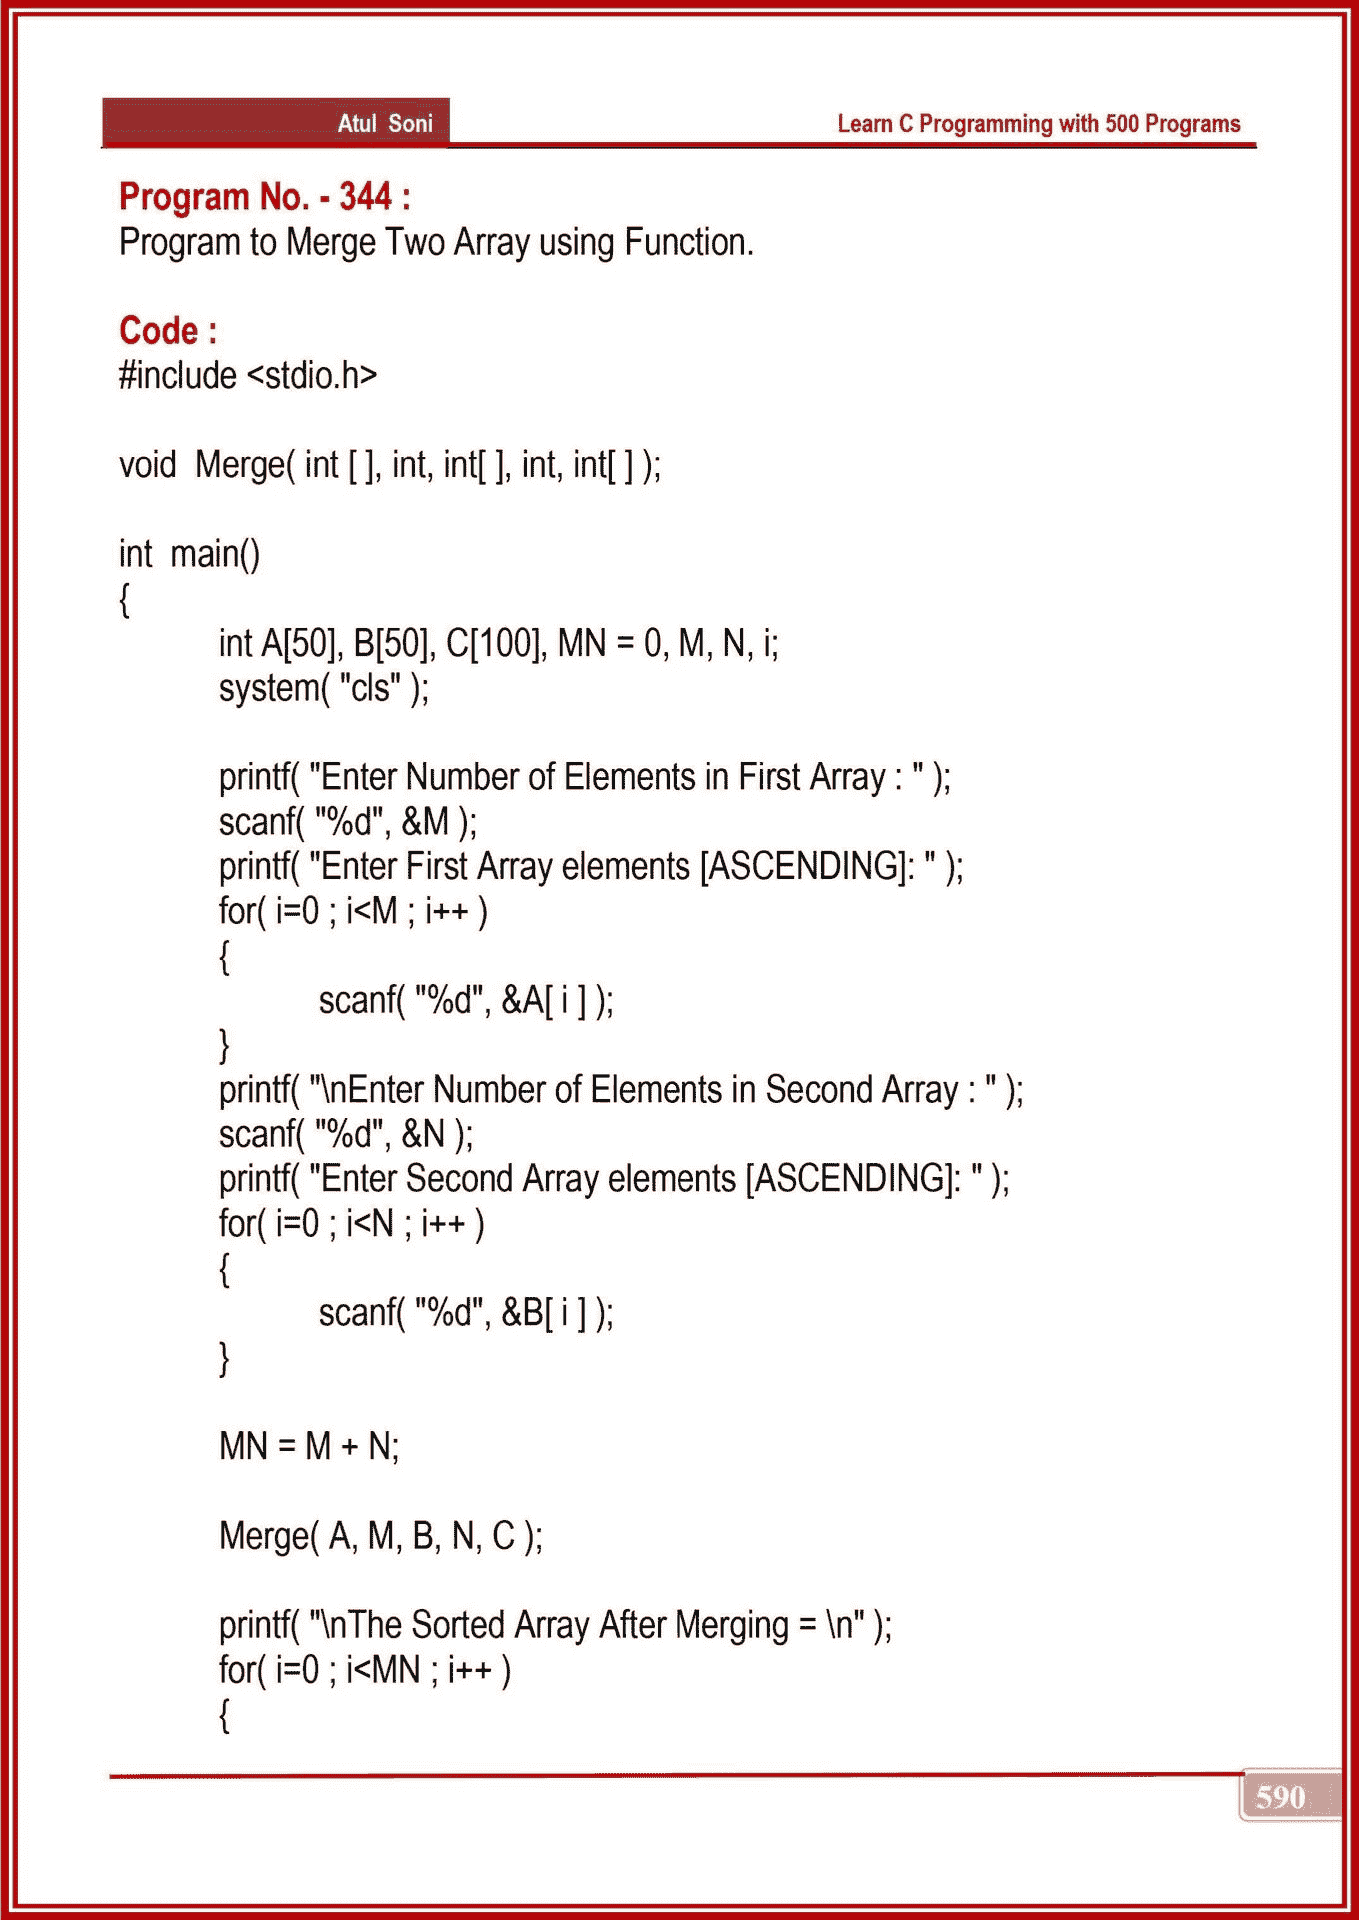 Atul Soni
Learn C Programming with 500 Programs
Program No. - 344 :
Program to Merge Two Array using Function.
Code :
#include <stdio.h>
void Merge( int [ ], int, int[ ], int, int[ ] );
int main()
{
int A[50], B[50], C[100], MN = 0, M, N, i;
system( "cls" );
printf( "Enter Number of Elements in First Array : " );
scanf( "%d", &M );
printf( "Enter First Array elements [ASCENDING]: " );
for( i=0 ; i<M ; i++ )
{
scanf( "%d", &A[ i ] );
}
printf( "\nEnter Number of Elements in Second Array : " );
scanf( "%d", &N );
printf( "Enter Second Array elements [ASCENDING]: " );
for( i=0 ; i<N ; i++ )
{
scanf( "%d", &B[ i ] );
}
MN = M + N;
Merge( A, M, B, N, C );
printf( "\nThe Sorted Array After Merging = \n" );
for( i=0 ; i<MN ; i++ )
{
590